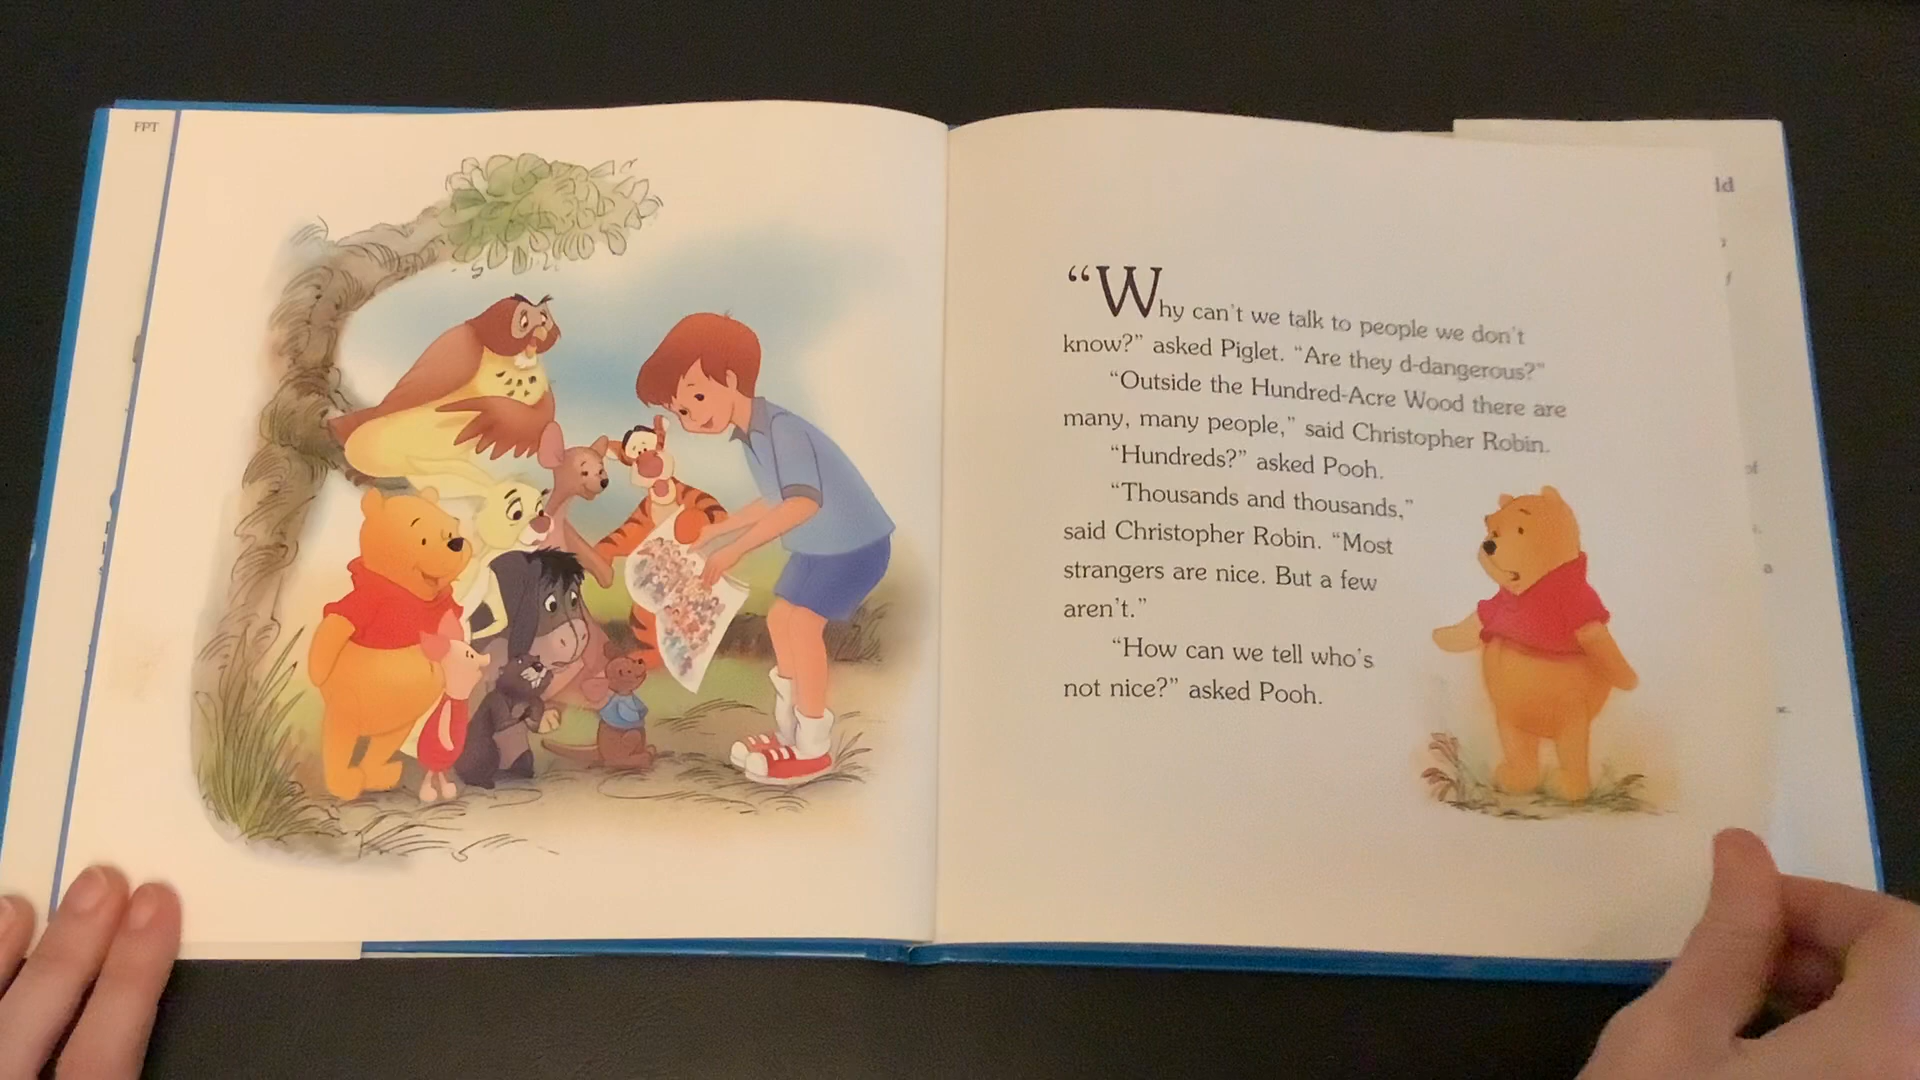 FPT
“Why can't we talk to people we don't
know?” asked Piglet. “Are they d-dangerous?”
“Outside the Hundred-Acre Wood there are
many, many people,” said Christopher Robin.
“Hundreds?” asked Pooh.
“Thousands and thousands,”
said Christopher Robin. “Most
strangers are nice. But a few
aren't.”
“How can we tell who's
not nice?” asked Pooh.
ld
of
a